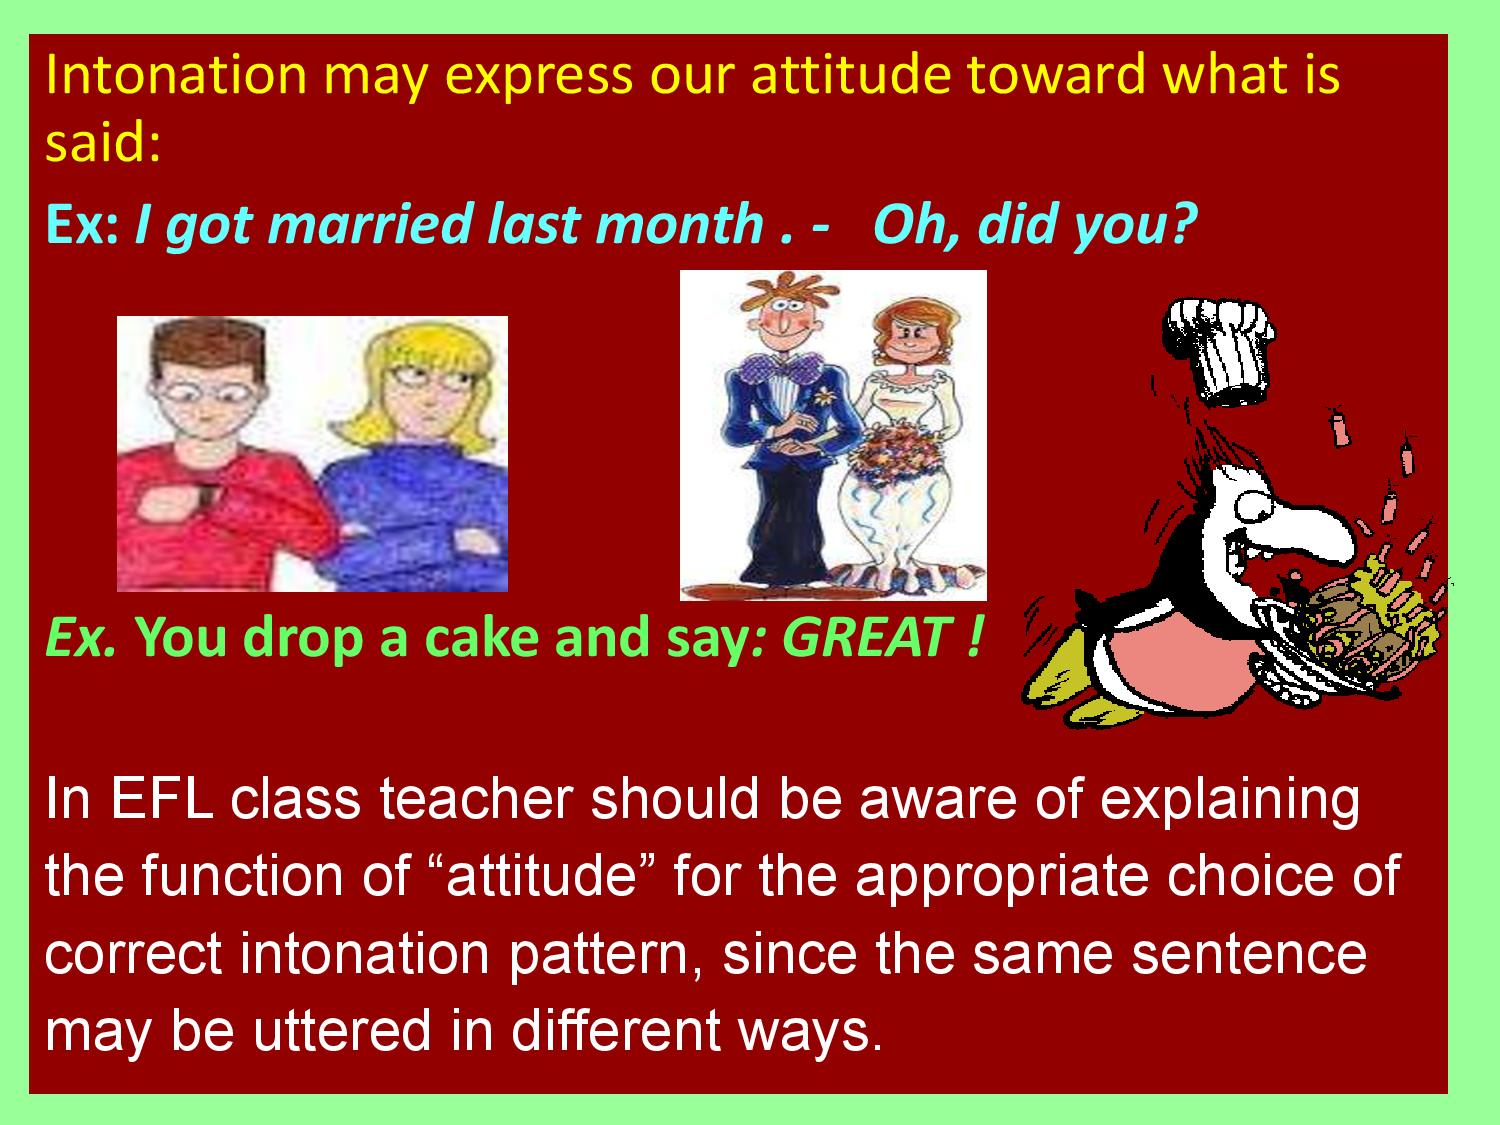 Intonation may express our attitude toward what is
said:
Ex: I got married last month . - Oh, did you?
Ex. You drop a cake and say: GREAT !
In EFL class teacher should be aware of explaining
the function of “attitude” for the appropriate choice of
correct intonation pattern, since the same sentence
may be uttered in different ways.